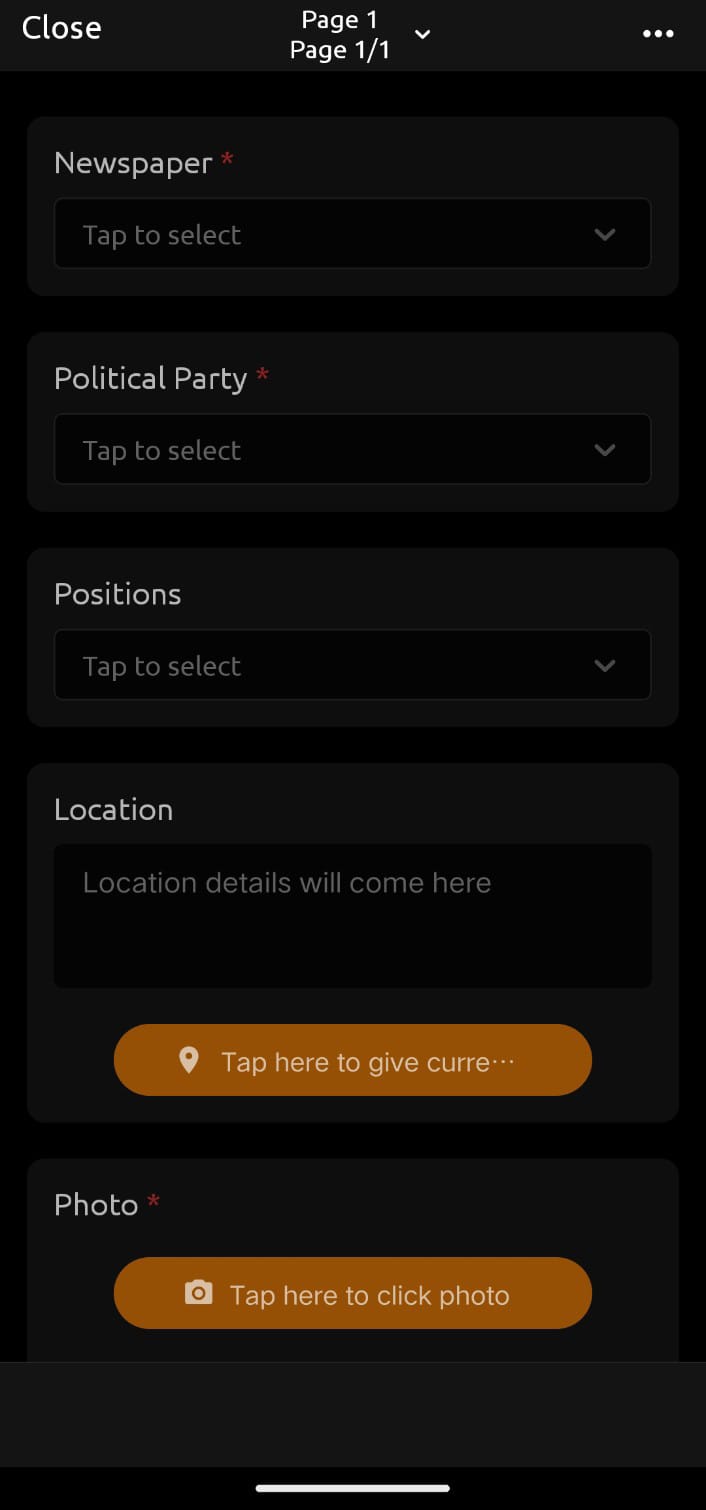 Close
Page 1
Page 1/1
Newspaper *
Tap to select
Political Party *
Tap to select
Positions
Tap to select
Location
Location details will come here
Tap here to give curre...
Photo *
Tap here to click photo